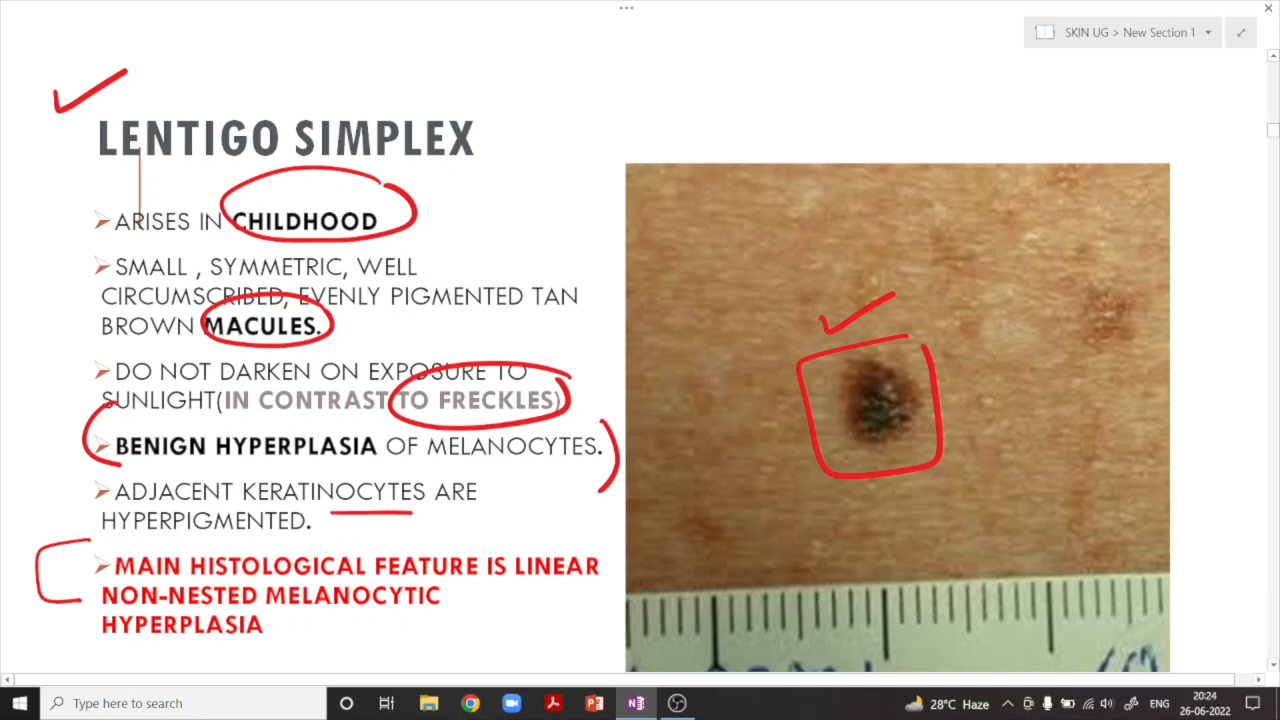 SKIN UG > New Section 1
LENTIGO SIMPLEX
ARISES IN CHILDHOOD
SMALL , SYMMETRIC, WELL
CIRCUMSCRIBED, EVENLY PIGMENTED TAN
BROWN MACULES.
DO NOT DARKEN ON EXPOSURE TO
SUNLIGHT(IN CONTRAST TO FRECKLES)
BENIGN HYPERPLASIA OF MELANOCYTES.
ADJACENT KERATINOCYTES ARE
HYPERPIGMENTED.
MAIN HISTOLOGICAL FEATURE IS LINEAR
NON-NESTED MELANOCYTIC
HYPERPLASIA
Type here to search
28°C Haze
ENG
20:24
26-06-2022